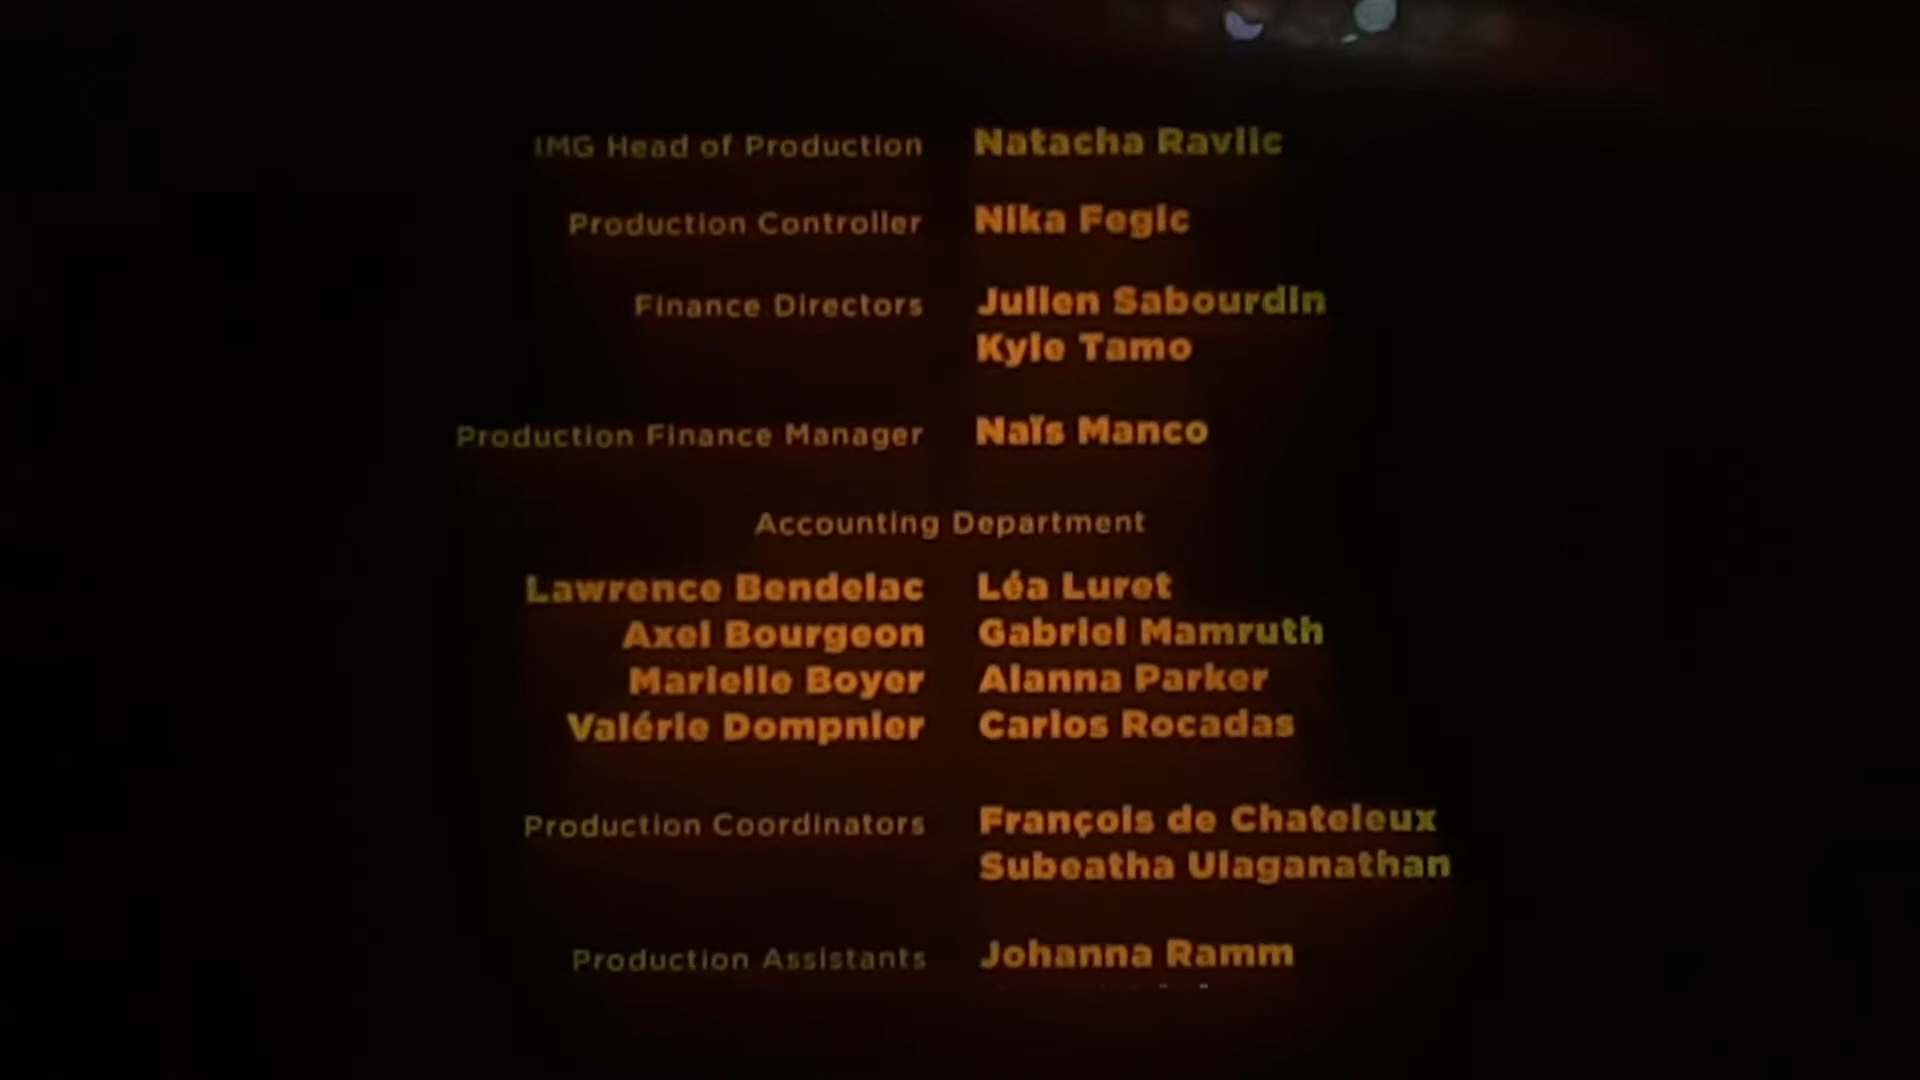 IMG Head of Production Natacha Ravlic
Production Controller Nika Fegic
Finance Directors Julien Sabourdin
Kyle Tamo
Production Finance Manager Naïs Manco
Accounting Department
Lawrence Bendelac Léa Luret
Axel Bourgeon Gabriel Mamruth
Marielle Boyer Alanna Parker
Valérie Dompnier Carlos Rocadas
Production Coordinators François de Chateleux
Subeatha Ulaganathan
Production Assistants Johanna Ramm